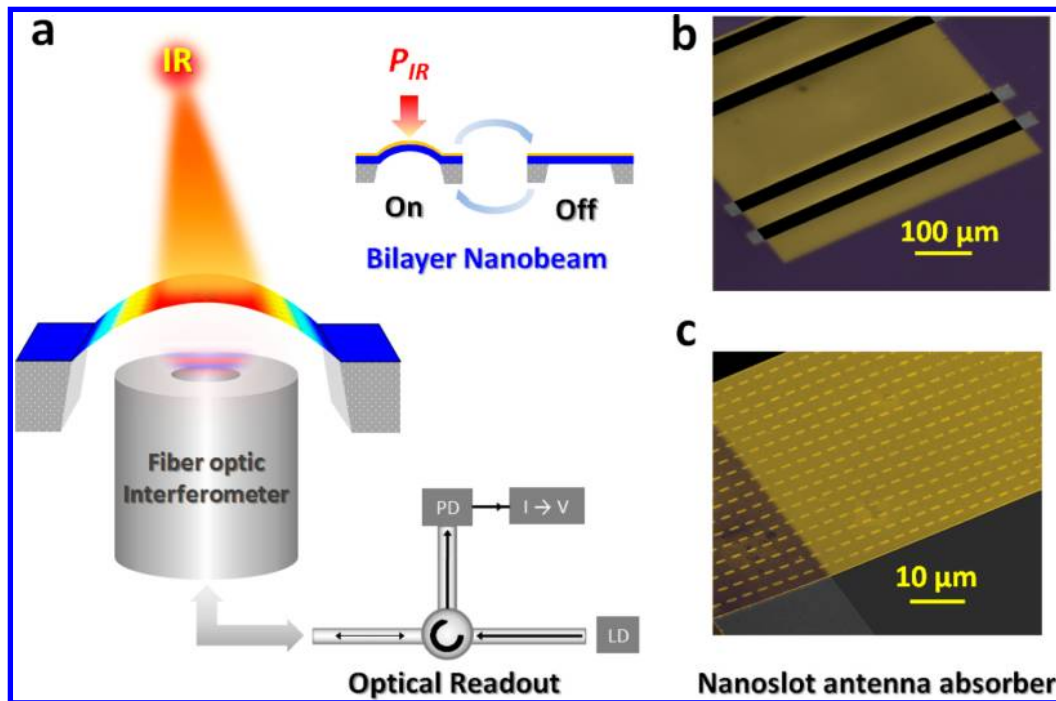 a
IR
P_IR
On
Off
Bilayer Nanobeam
Fiber optic
Interferometer
PD
I → V
LD
Optical Readout
b
100 μm
c
10 μm
Nanoslot antenna absorber